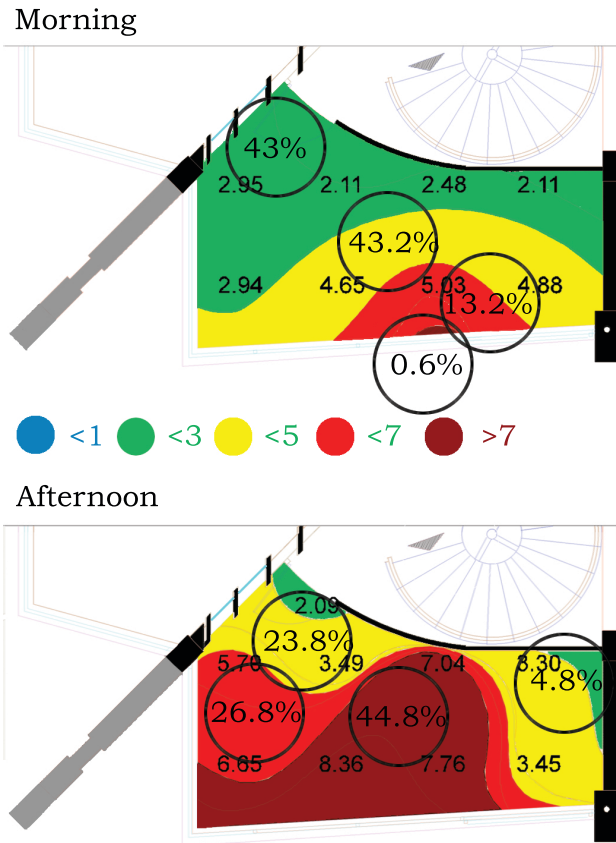 Morning
43%
2.95 2.11 2.48 2.11
43.2%
2.94 4.65 5.03 4.88
13.2%
0.6%
<1 <3 <5 <7 >7
Afternoon
2.09
23.8%
5.78 3.49 7.04 3.30
4.8%
26.8% 44.8%
6.65 8.36 7.76 3.45